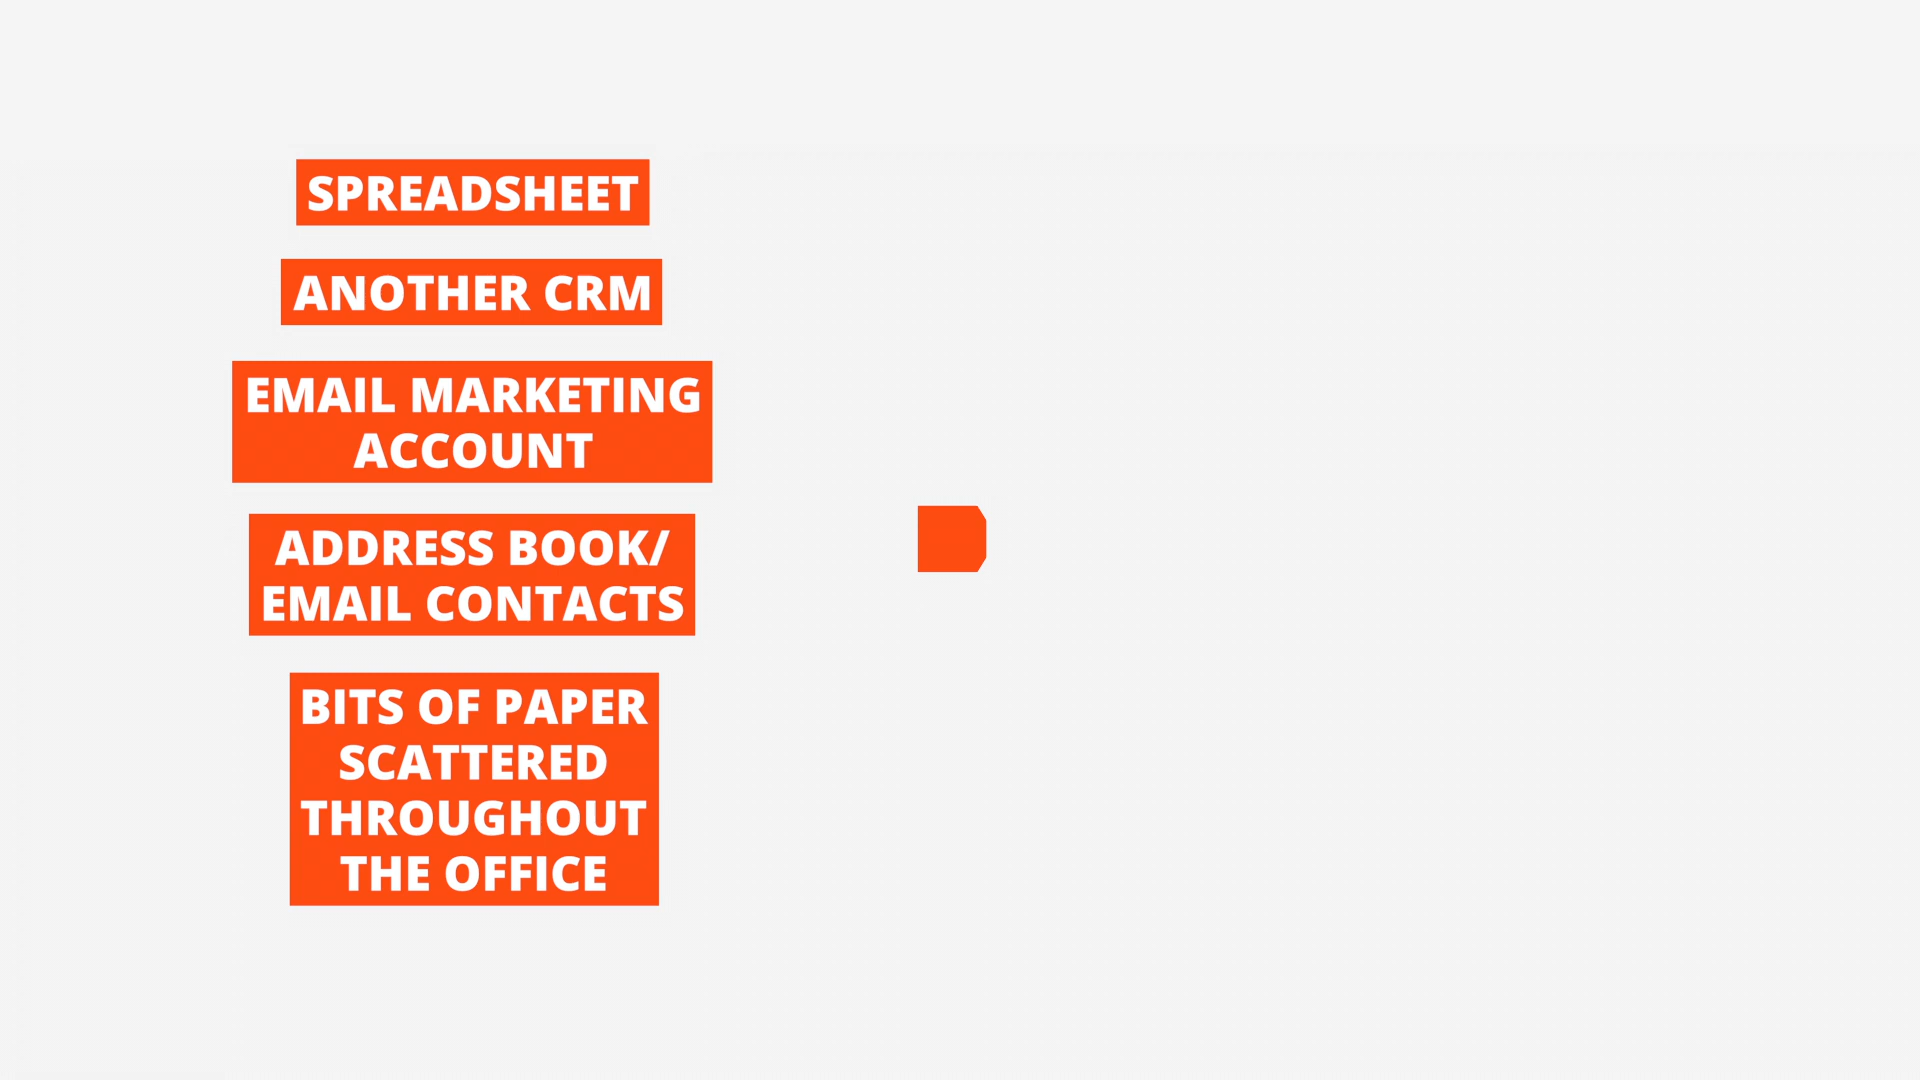 SPREADSHEET
ANOTHER CRM
EMAIL MARKETING
ACCOUNT
ADDRESS BOOK/
EMAIL CONTACTS
BITS OF PAPER
SCATTERED
THROUGHOUT
THE OFFICE